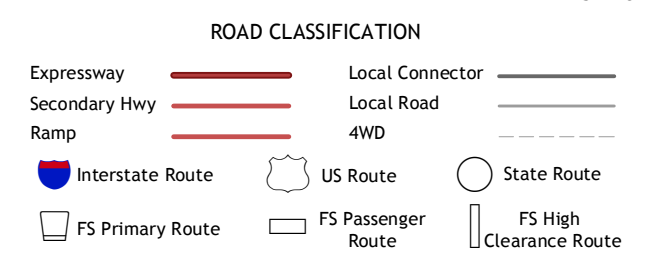 ROAD CLASSIFICATION
Expressway
Local Connector
Secondary Hwy
Local Road
Ramp
4WD
Interstate Route
US Route
State Route
FS Primary Route
FS Passenger
Route
FS High
Clearance Route